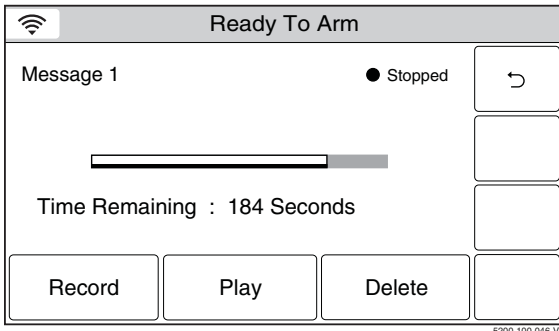 Ready To Arm
Message 1
Stopped
Time Remaining : 184 Seconds
Record
Play
Delete